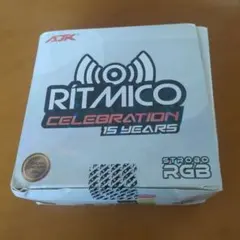 AJK
RÍTMICO
CELEBRATION
15 YEARS
STROBO
RGB